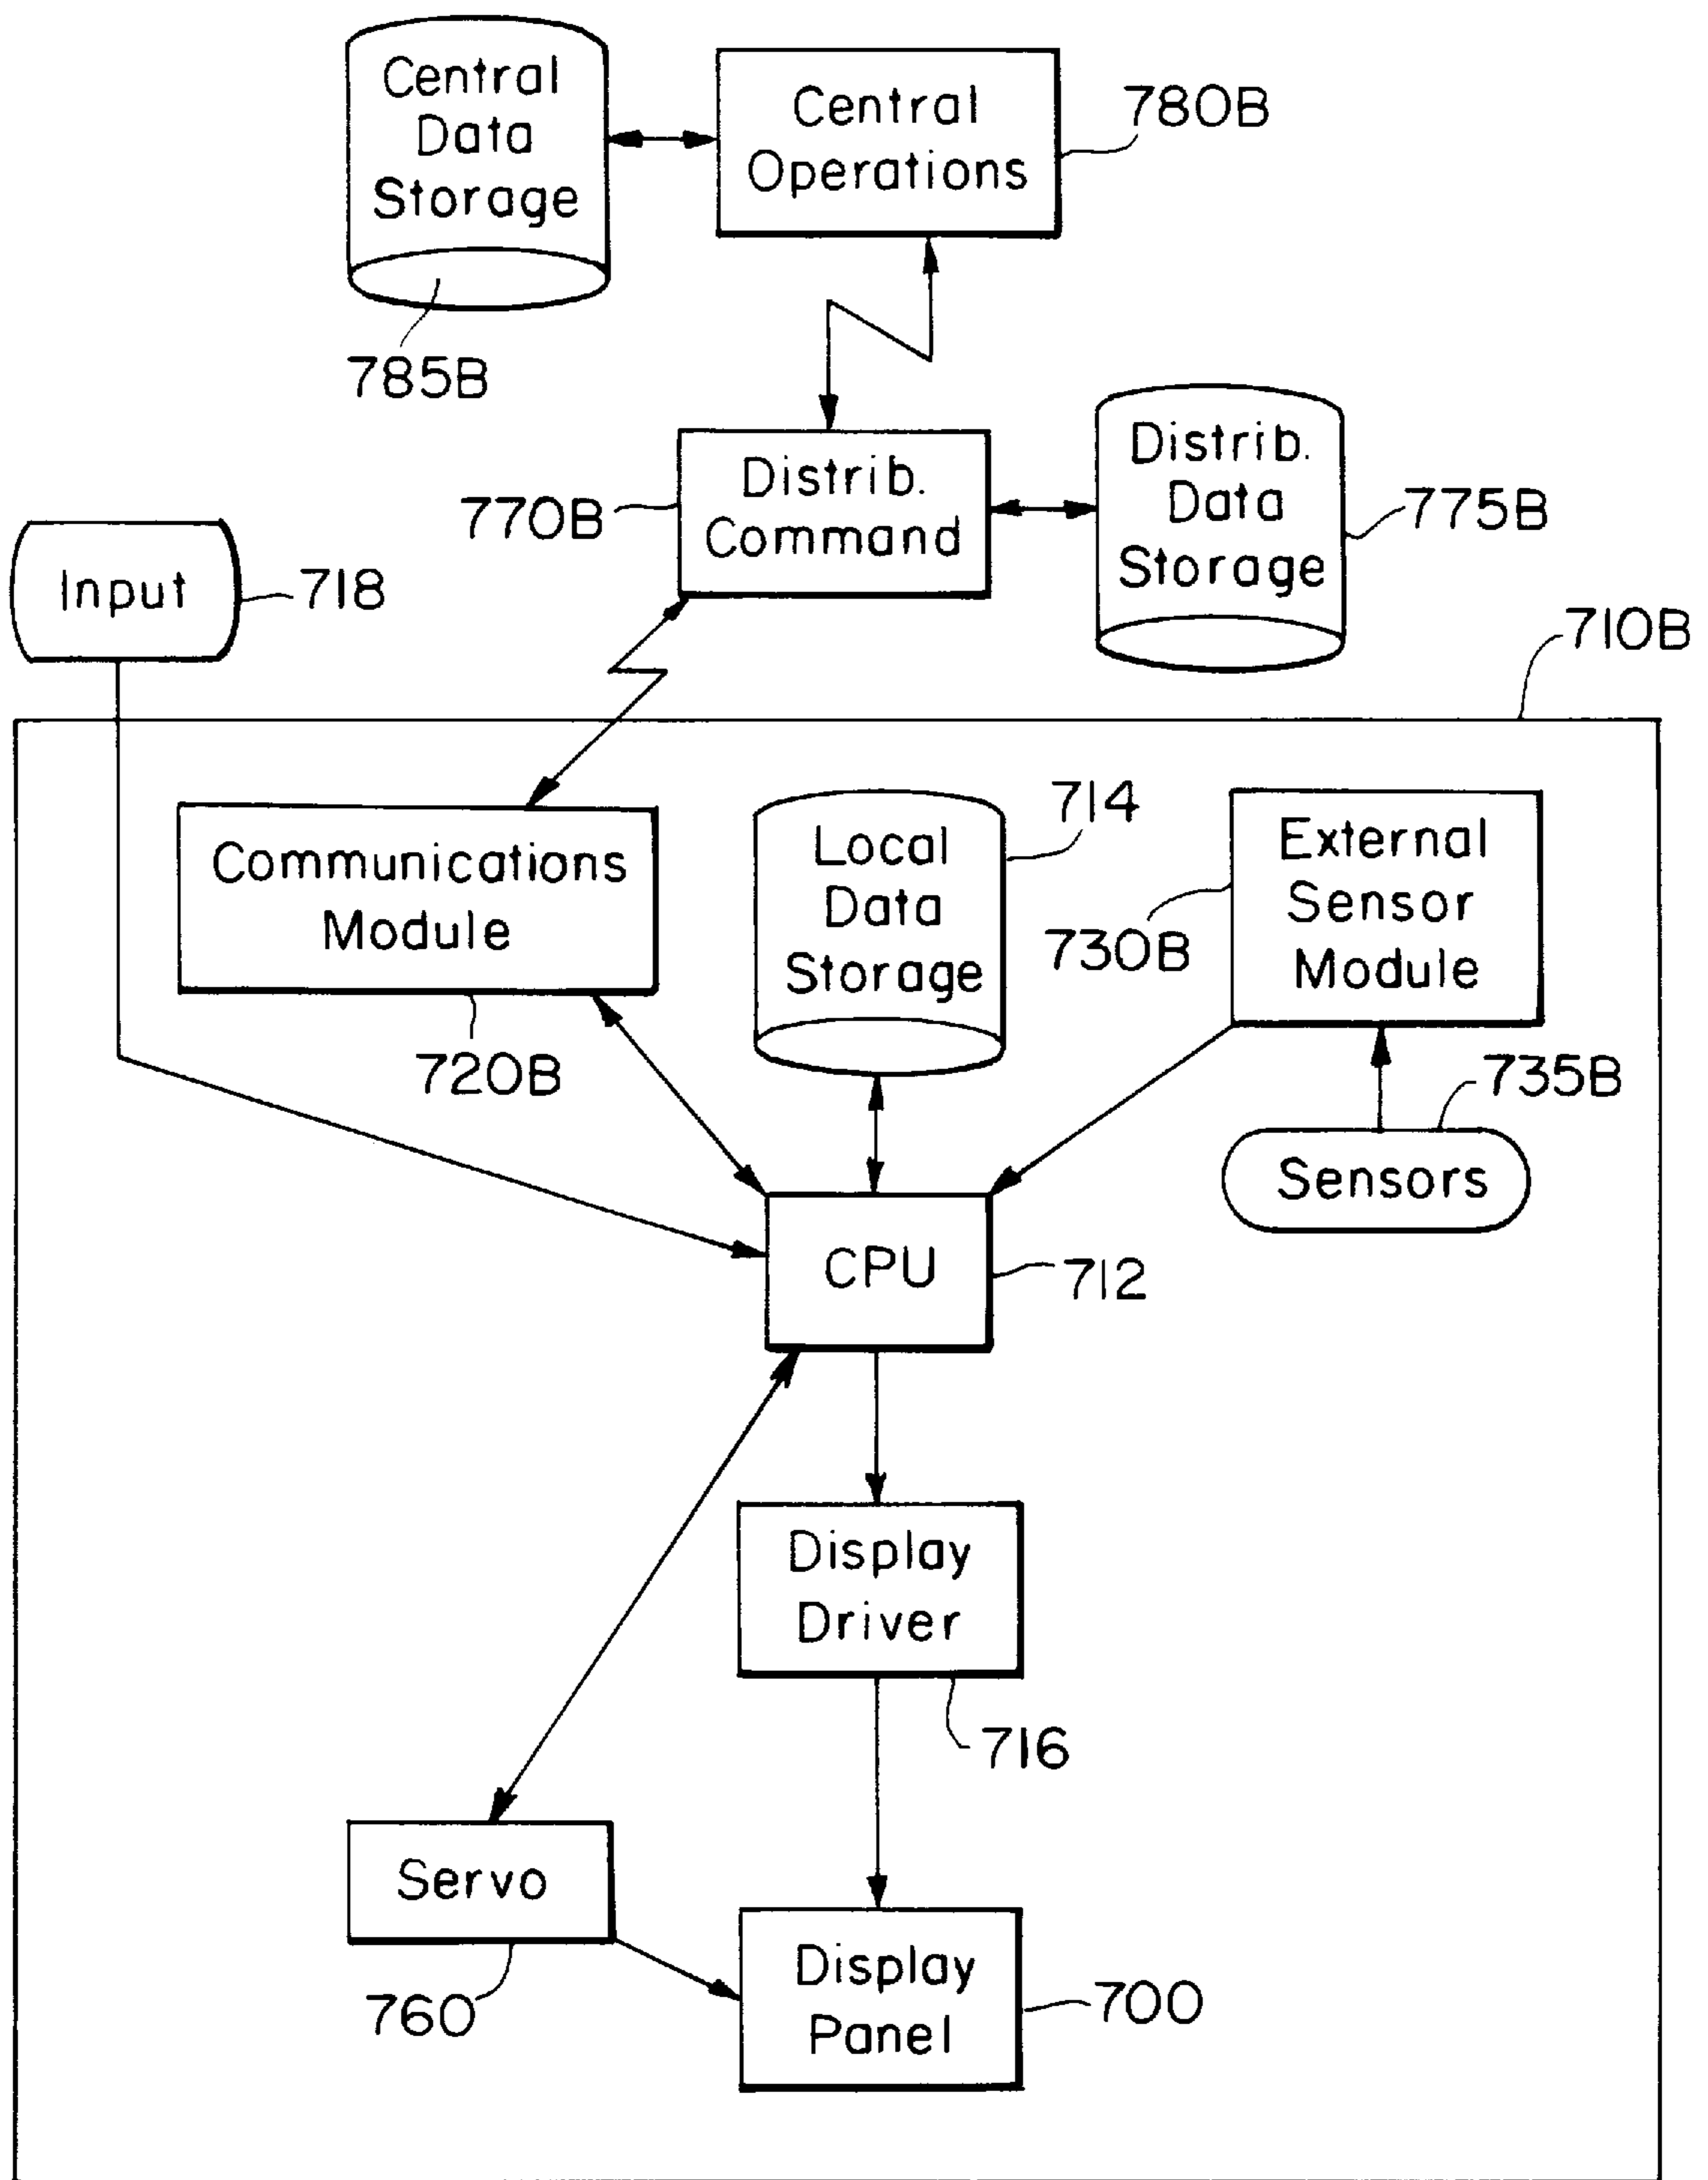 Central
Data
Storage
Central
Operations
780B
785B
Distrib.
Command
770B
Distrib.
Data
Storage
775B
Input
718
710B
Communications
Module
720B
Local
Data
Storage
714
External
Sensor
Module
730B
735B
Sensors
CPU
712
Display
Driver
716
Servo
760
Display
Panel
700